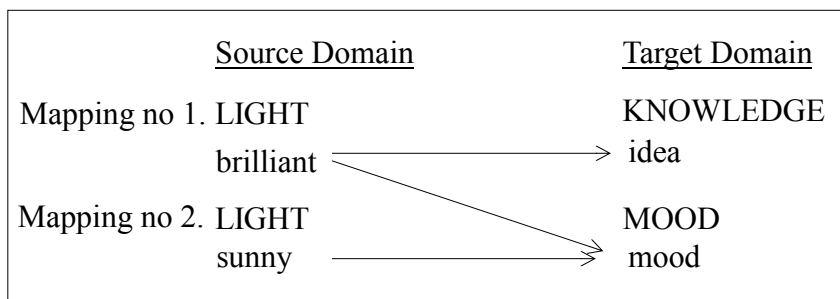 Source Domain Target Domain
Mapping no 1. LIGHT KNOWLEDGE
brilliant idea
Mapping no 2. LIGHT MOOD
sunny mood